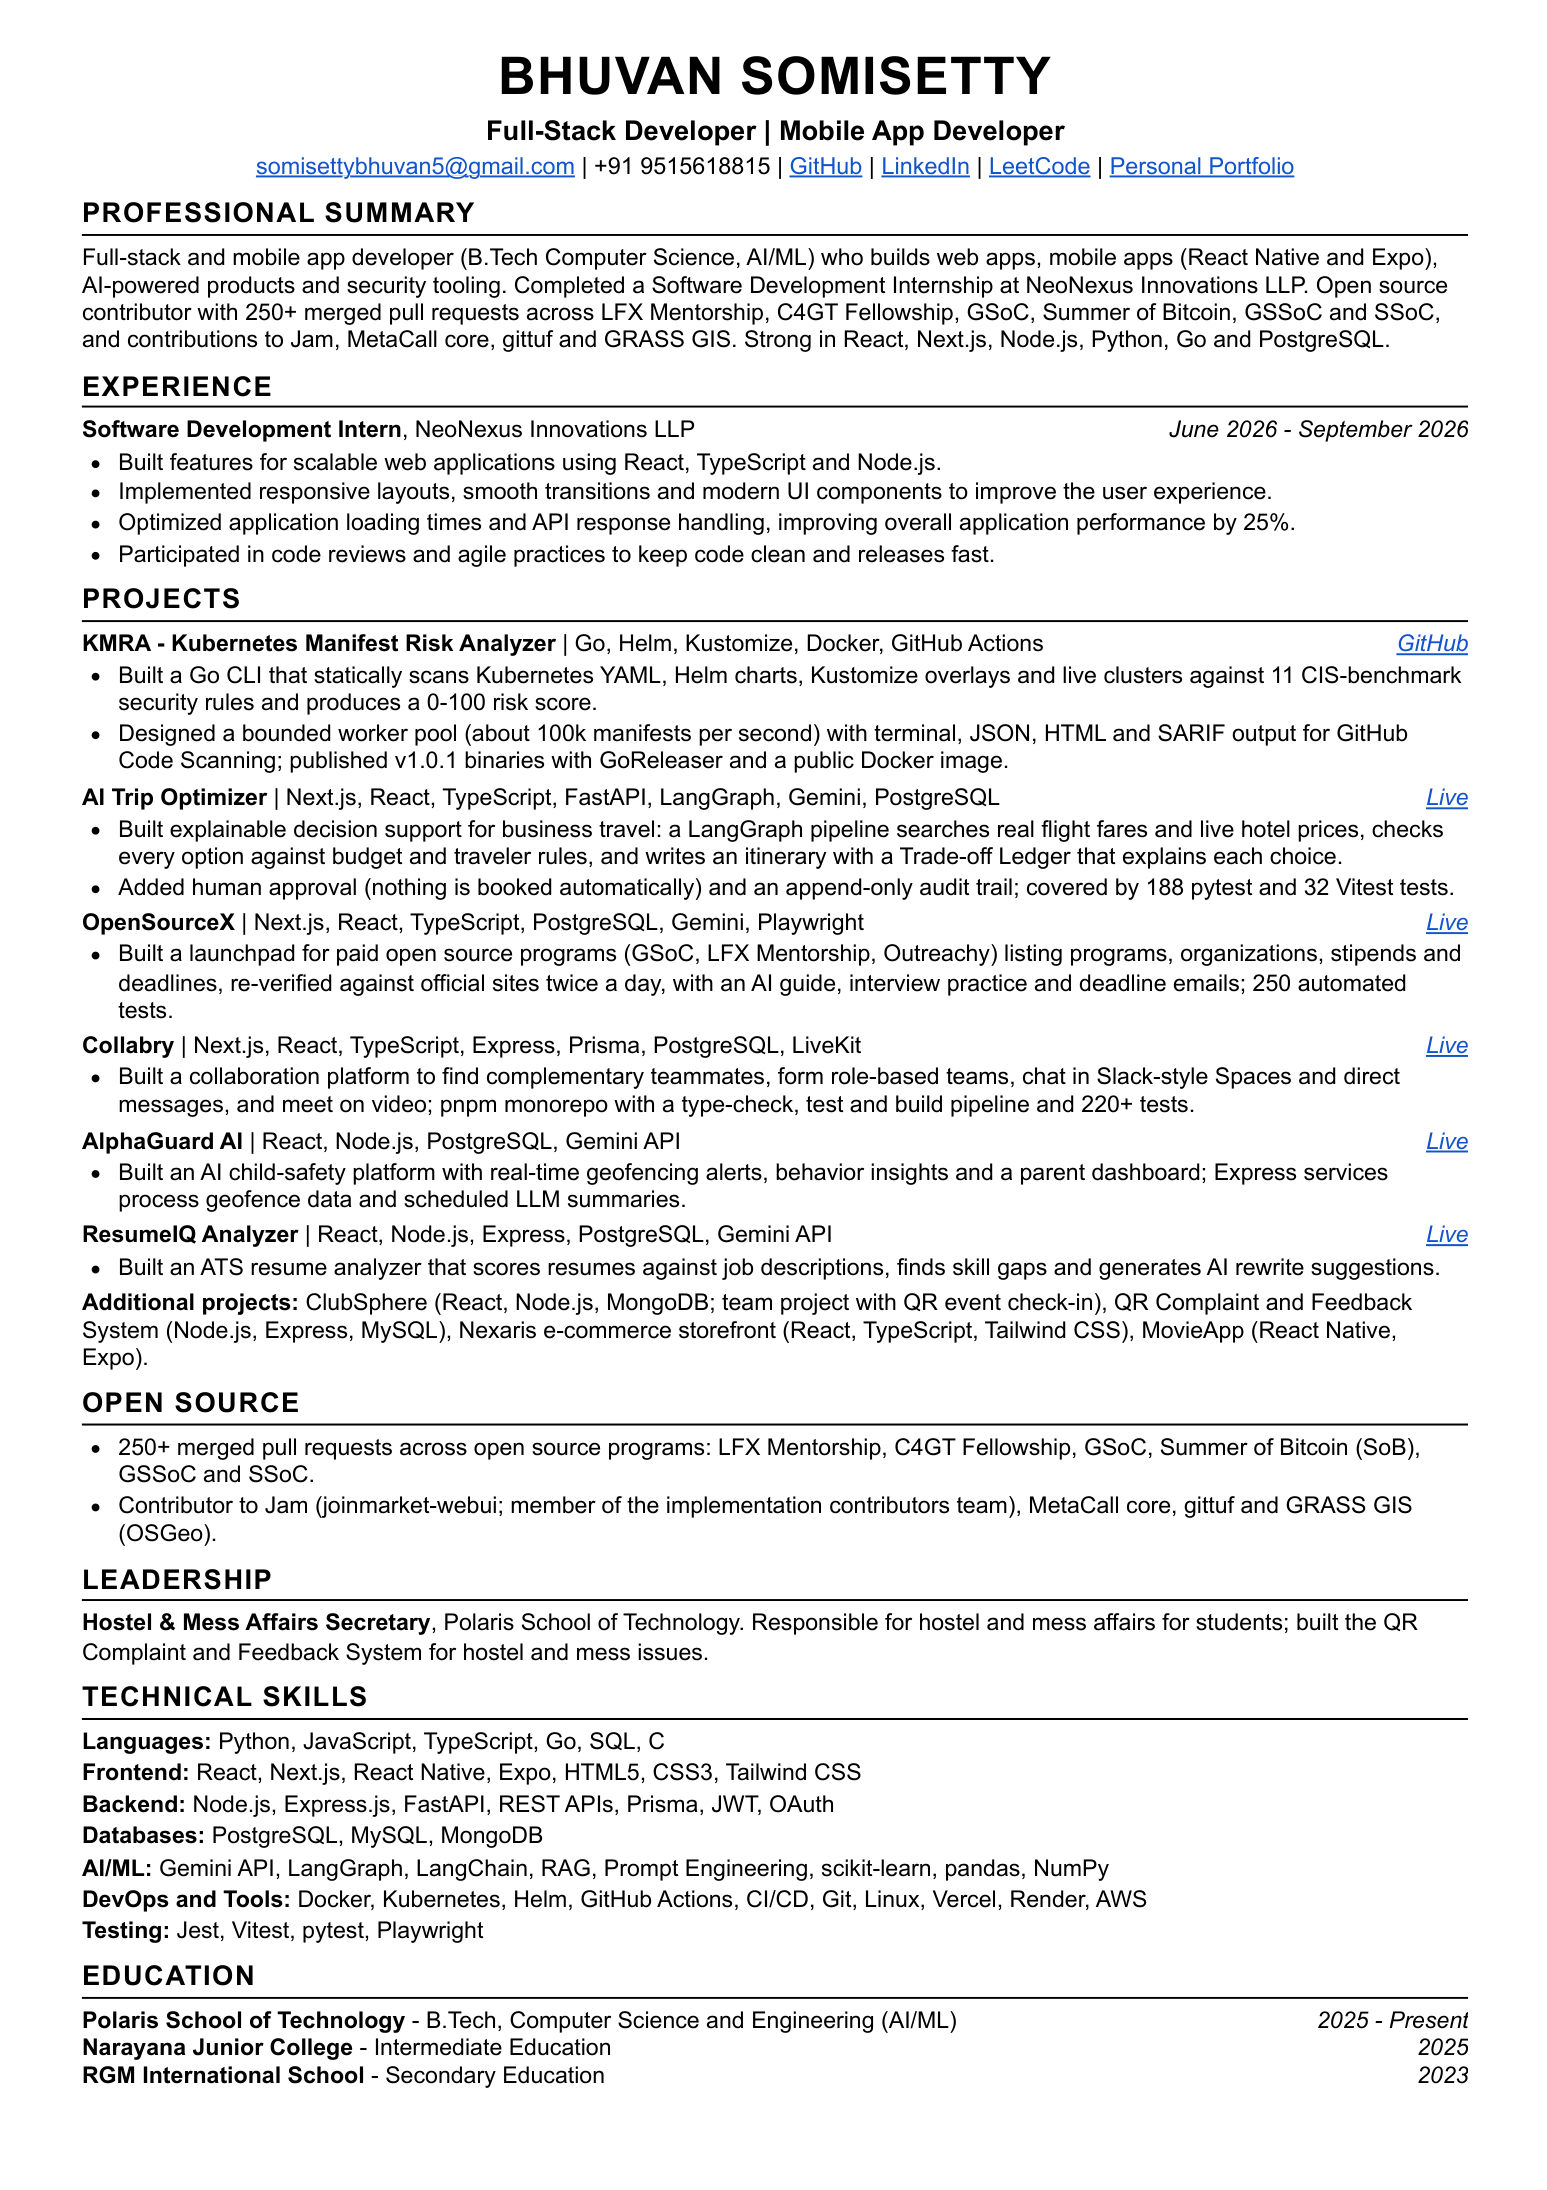 BHUVAN SOMISETTY
Full-Stack Developer | Mobile App Developer
somisettybhuvan5@gmail.com | +91 9515618815 | GitHub | LinkedIn | LeetCode | Personal Portfolio
PROFESSIONAL SUMMARY
Full-stack and mobile app developer (B.Tech Computer Science, AI/ML) who builds web apps, mobile apps (React Native and Expo),
AI-powered products and security tooling. Completed a Software Development Internship at NeoNexus Innovations LLP. Open source
contributor with 250+ merged pull requests across LFX Mentorship, C4GT Fellowship, GSoC, Summer of Bitcoin, GSSoC and SSoC,
and contributions to Jam, MetaCall core, gittuf and GRASS GIS. Strong in React, Next.js, Node.js, Python, Go and PostgreSQL.
EXPERIENCE
Software Development Intern, NeoNexus Innovations LLP June 2026 - September 2026
• Built features for scalable web applications using React, TypeScript and Node.js.
• Implemented responsive layouts, smooth transitions and modern UI components to improve the user experience.
• Optimized application loading times and API response handling, improving overall application performance by 25%.
• Participated in code reviews and agile practices to keep code clean and releases fast.
PROJECTS
KMRA - Kubernetes Manifest Risk Analyzer | Go, Helm, Kustomize, Docker, GitHub Actions GitHub
• Built a Go CLI that statically scans Kubernetes YAML, Helm charts, Kustomize overlays and live clusters against 11 CIS-benchmark
security rules and produces a 0-100 risk score.
• Designed a bounded worker pool (about 100k manifests per second) with terminal, JSON, HTML and SARIF output for GitHub
Code Scanning; published v1.0.1 binaries with GoReleaser and a public Docker image.
AI Trip Optimizer | Next.js, React, TypeScript, FastAPI, LangGraph, Gemini, PostgreSQL Live
• Built explainable decision support for business travel: a LangGraph pipeline searches real flight fares and live hotel prices, checks
every option against budget and traveler rules, and writes an itinerary with a Trade-off Ledger that explains each choice.
• Added human approval (nothing is booked automatically) and an append-only audit trail; covered by 188 pytest and 32 Vitest tests.
OpenSourceX | Next.js, React, TypeScript, PostgreSQL, Gemini, Playwright Live
• Built a launchpad for paid open source programs (GSoC, LFX Mentorship, Outreachy) listing programs, organizations, stipends and
deadlines, re-verified against official sites twice a day, with an AI guide, interview practice and deadline emails; 250 automated
tests.
Collabry | Next.js, React, TypeScript, Express, Prisma, PostgreSQL, LiveKit Live
• Built a collaboration platform to find complementary teammates, form role-based teams, chat in Slack-style Spaces and direct
messages, and meet on video; pnpm monorepo with a type-check, test and build pipeline and 220+ tests.
AlphaGuard AI | React, Node.js, PostgreSQL, Gemini API Live
• Built an AI child-safety platform with real-time geofencing alerts, behavior insights and a parent dashboard; Express services
process geofence data and scheduled LLM summaries.
ResumeIQ Analyzer | React, Node.js, Express, PostgreSQL, Gemini API Live
• Built an ATS resume analyzer that scores resumes against job descriptions, finds skill gaps and generates AI rewrite suggestions.
Additional projects: ClubSphere (React, Node.js, MongoDB; team project with QR event check-in), QR Complaint and Feedback
System (Node.js, Express, MySQL), Nexaris e-commerce storefront (React, TypeScript, Tailwind CSS), MovieApp (React Native,
Expo).
OPEN SOURCE
• 250+ merged pull requests across open source programs: LFX Mentorship, C4GT Fellowship, GSoC, Summer of Bitcoin (SoB),
GSSoC and SSoC.
• Contributor to Jam (joinmarket-webui; member of the implementation contributors team), MetaCall core, gittuf and GRASS GIS
(OSGeo).
LEADERSHIP
Hostel & Mess Affairs Secretary, Polaris School of Technology. Responsible for hostel and mess affairs for students; built the QR
Complaint and Feedback System for hostel and mess issues.
TECHNICAL SKILLS
Languages: Python, JavaScript, TypeScript, Go, SQL, C
Frontend: React, Next.js, React Native, Expo, HTML5, CSS3, Tailwind CSS
Backend: Node.js, Express.js, FastAPI, REST APIs, Prisma, JWT, OAuth
Databases: PostgreSQL, MySQL, MongoDB
AI/ML: Gemini API, LangGraph, LangChain, RAG, Prompt Engineering, scikit-learn, pandas, NumPy
DevOps and Tools: Docker, Kubernetes, Helm, GitHub Actions, CI/CD, Git, Linux, Vercel, Render, AWS
Testing: Jest, Vitest, pytest, Playwright
EDUCATION
Polaris School of Technology - B.Tech, Computer Science and Engineering (AI/ML) 2025 - Present
Narayana Junior College - Intermediate Education 2025
RGM International School - Secondary Education 2023